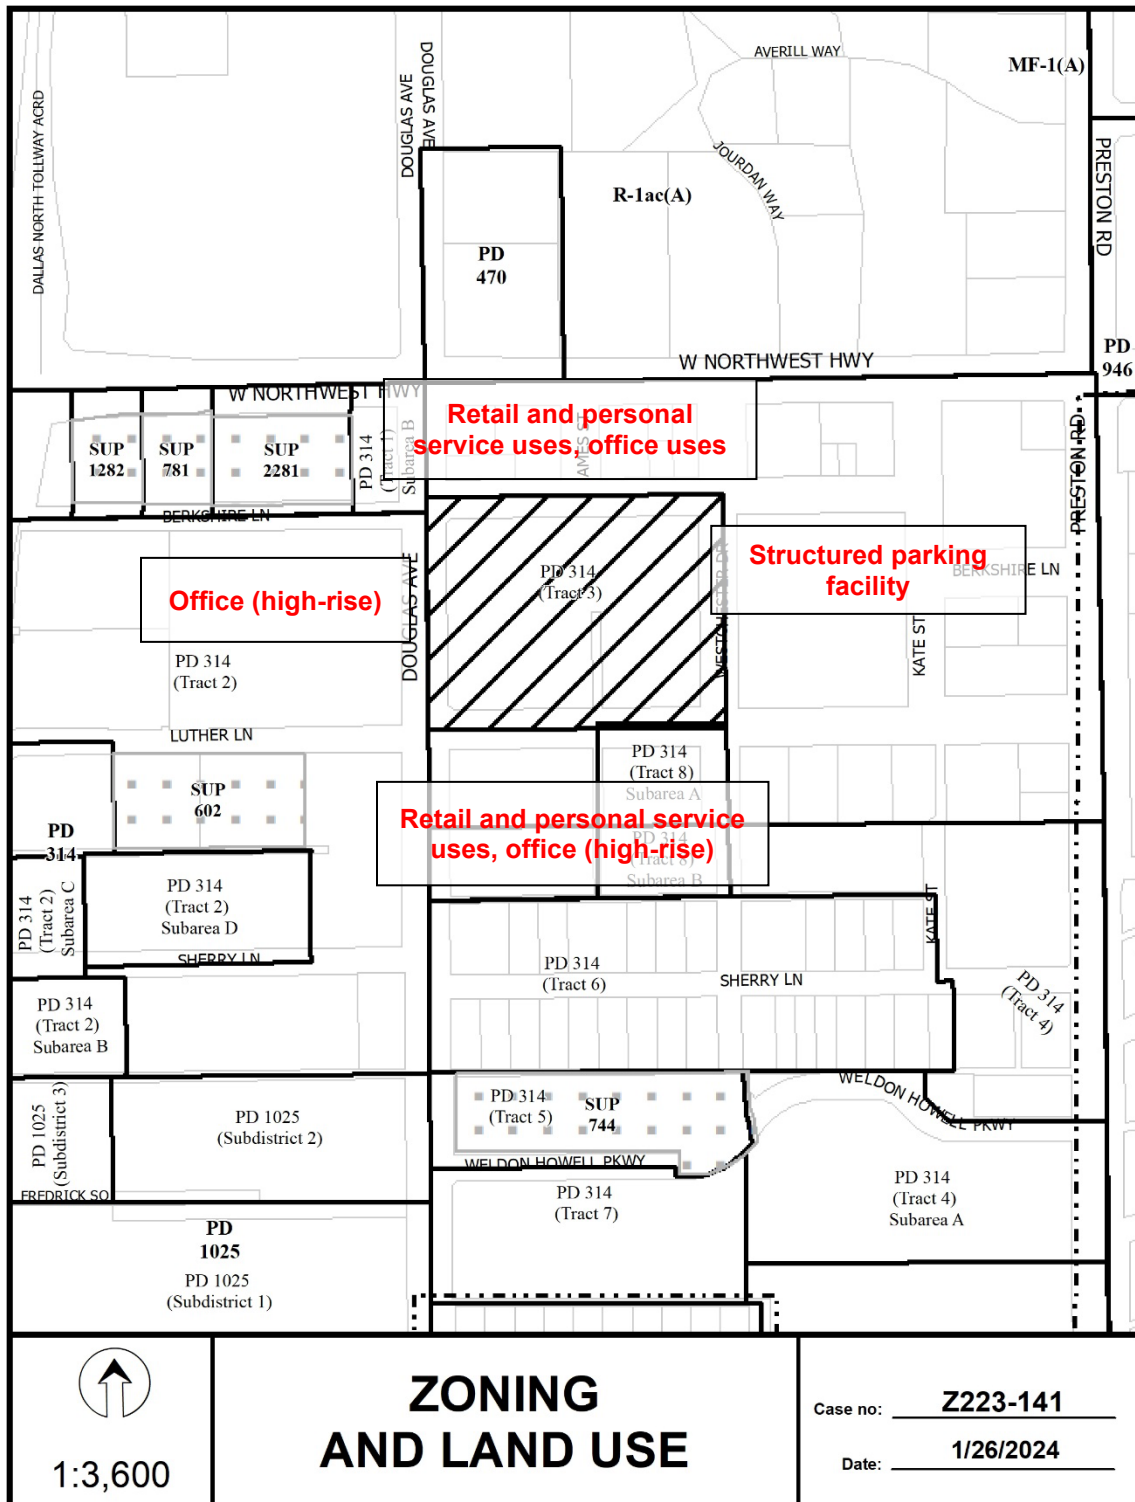 AVERILL WAY
MF-1(A)
DOUGLAS AVE
DOUGLAS AVE
DALLAS NORTH TOLLWAY ACRD
JOURDAN WAY
PRESTON RD
R-1ac(A)
PD
470
W NORTHWEST HWY
PD
946
W NORTHWEST HWY
Retail and personal
service uses, office uses
AMES ST
SUP
1282
SUP
781
SUP
2281
PD 314
(Tract 1)
Subarea B
PRESTON RD
BERKSHIRE LN
Office (high-rise)
DOUGLAS AVE
PD 314
(Tract 3)
WESTCHESTER DR
Structured parking
facility
BERKSHIRE LN
KATE ST
PD 314
(Tract 2)
LUTHER LN
PD 314
(Tract 8)
Subarea A
SUP
602
Retail and personal service
uses, office (high-rise)
PD 314
(Tract 8)
Subarea B
PD
314
PD 314
(Tract 2)
Subarea C
PD 314
(Tract 2)
Subarea D
SHERRY LN
KATE ST
PD 314
(Tract 6)
SHERRY LN
PD 314
(Tract 4)
PD 314
(Tract 2)
Subarea B
PD 1025
(Subdistrict 3)
PD 1025
(Subdistrict 2)
PD 314
(Tract 5)
SUP
744
WELDON HOWELL PKWY
WELDON HOWELL PKWY
FREDRICK SQ
PD 314
(Tract 7)
PD 314
(Tract 4)
Subarea A
PD
1025
PD 1025
(Subdistrict 1)
1:3,600
ZONING
AND LAND USE
Case no: Z223-141
Date: 1/26/2024